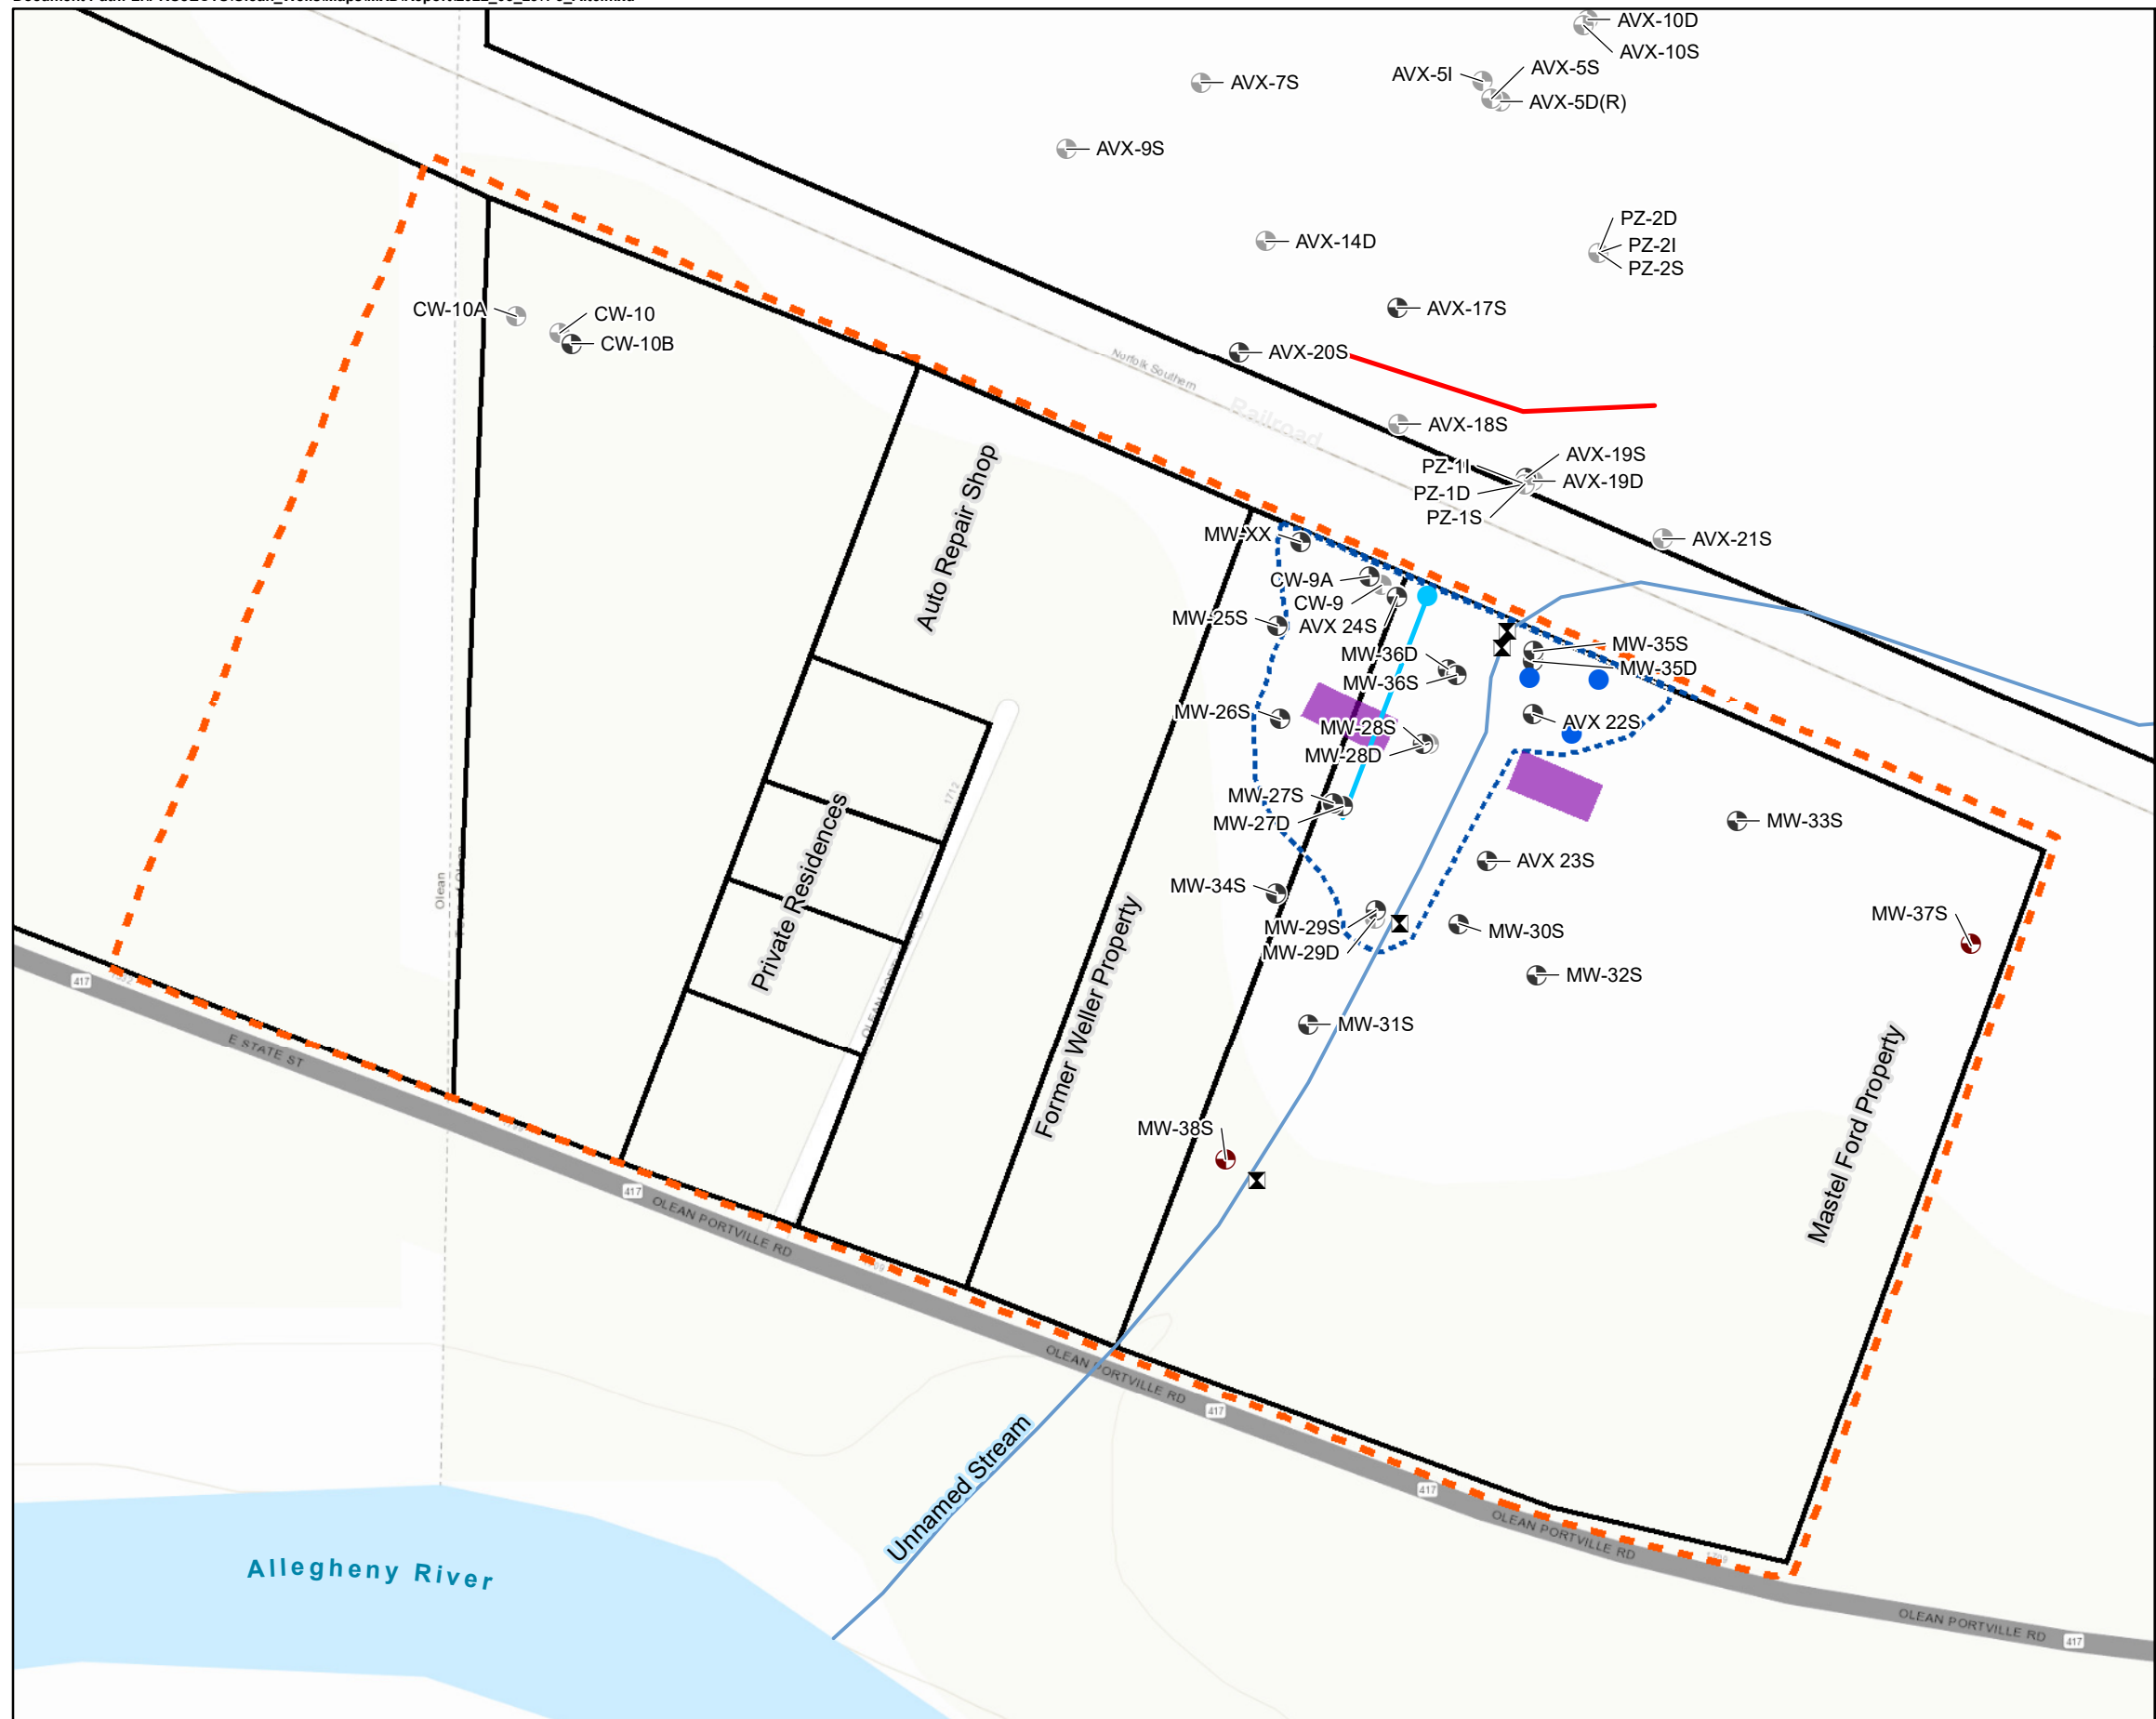 AVX-10D
AVX-10S
AVX-5S
AVX-5I
AVX-7S
AVX-5D(R)
AVX-9S
PZ-2D
AVX-14D
PZ-2I
PZ-2S
AVX-17S
CW-10A
CW-10
CW-10B
AVX-20S
Norfolk Southern
Railroad
AVX-18S
AVX-19S
PZ-1I
AVX-19D
PZ-1D
PZ-1S
Auto Repair Shop
MW-XX
AVX-21S
CW-9A
CW-9
MW-25S
AVX 24S
MW-35S
MW-36D
MW-35D
MW-36S
MW-26S
AVX 22S
MW-28S
MW-28D
1712
MW-27S
MW-27D
MW-33S
Private Residences
AVX 23S
Olean
MW-34S
MW-37S
MW-29S
MW-30S
MW-29D
417
MW-32S
Former Weller Property
MW-31S
E STATE ST
Mastel Ford Property
MW-38S
417
OLEAN PORTVILLE RD
OLEAN PORTVILLE RD
417
Unnamed Stream
417
OLEAN PORTVILLE RD
Allegheny River
OLEAN PORTVILLE RD
417